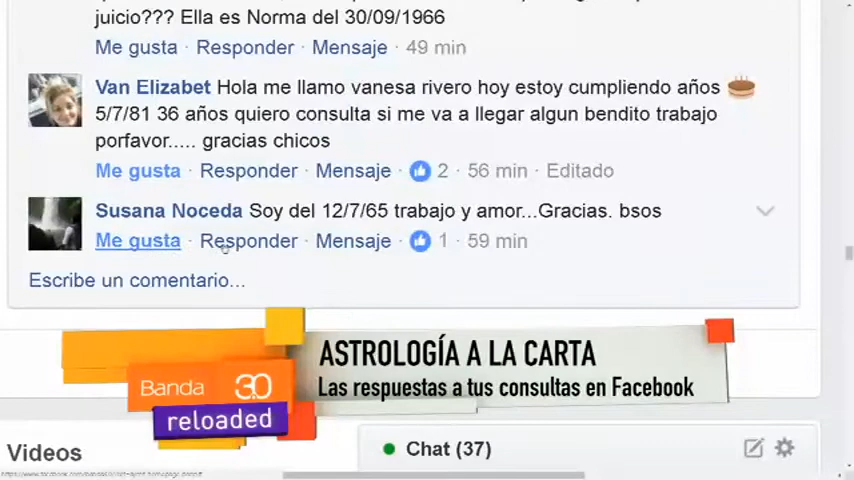 juicio??? Ella es Norma del 30/09/1966
Me gusta · Responder · Mensaje · 49 min
Van Elizabet Hola me llamo vanesa rivero hoy estoy cumpliendo años
5/7/81 36 años quiero consulta si me va a llegar algun bendito trabajo
porfavor..... gracias chicos
Me gusta · Responder · Mensaje · 2 · 56 min · Editado
Susana Noceda Soy del 12/7/65 trabajo y amor...Gracias. bsos
Me gusta · Responder · Mensaje · 1 · 59 min
Escribe un comentario...
ASTROLOGÍA A LA CARTA
Las respuestas a tus consultas en Facebook
Banda 3.0
reloaded
Videos
Chat (37)